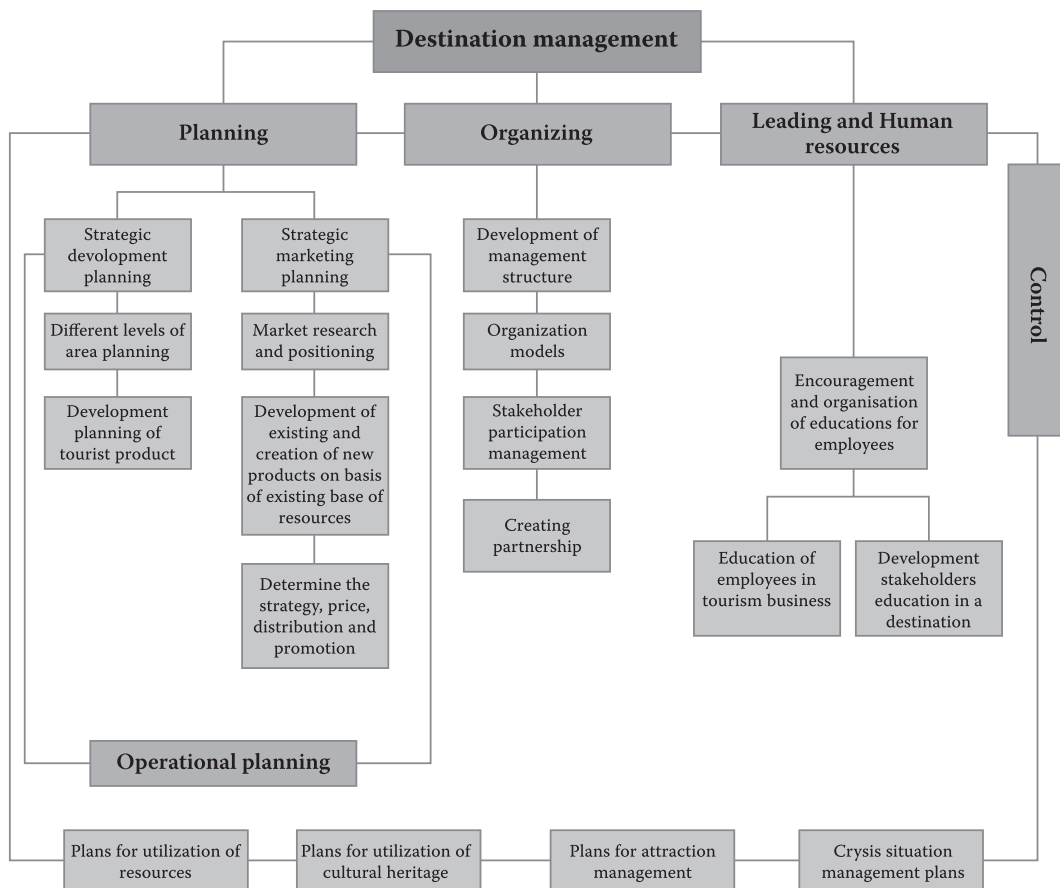 Destination management
Planning
Organizing
Leading and Human
resources
Control
Strategic
devolopment
planning
Different levels of
area planning
Development
planning of
tourist product
Strategic
marketing
planning
Market research
and positioning
Development of
existing and
creation of new
products on basis
of existing base of
resources
Determine the
strategy, price,
distribution and
promotion
Development of
management
structure
Organization
models
Stakeholder
participation
management
Creating
partnership
Encouragement
and organisation
of educations for
employees
Education of
employees in
tourism business
Development
stakeholders
education in a
destination
Operational planning
Plans for utilization of
resources
Plans for utilization of
cultural heritage
Plans for attraction
management
Crysis situation
management plans